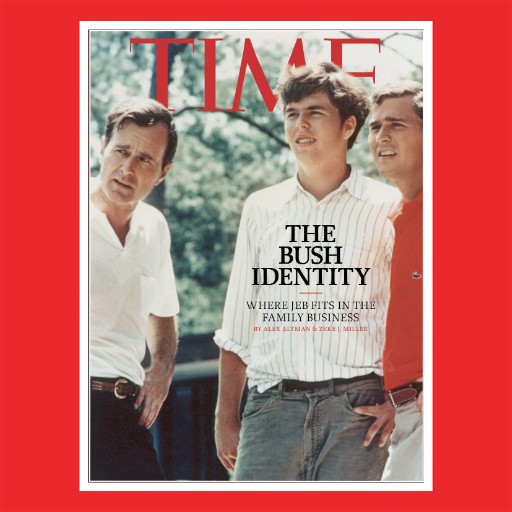 TIME
THE
BUSH
IDENTITY
WHERE JEB FITS IN THE
FAMILY BUSINESS
BY ALEX ALTMAN & ZEKE J. MILLER